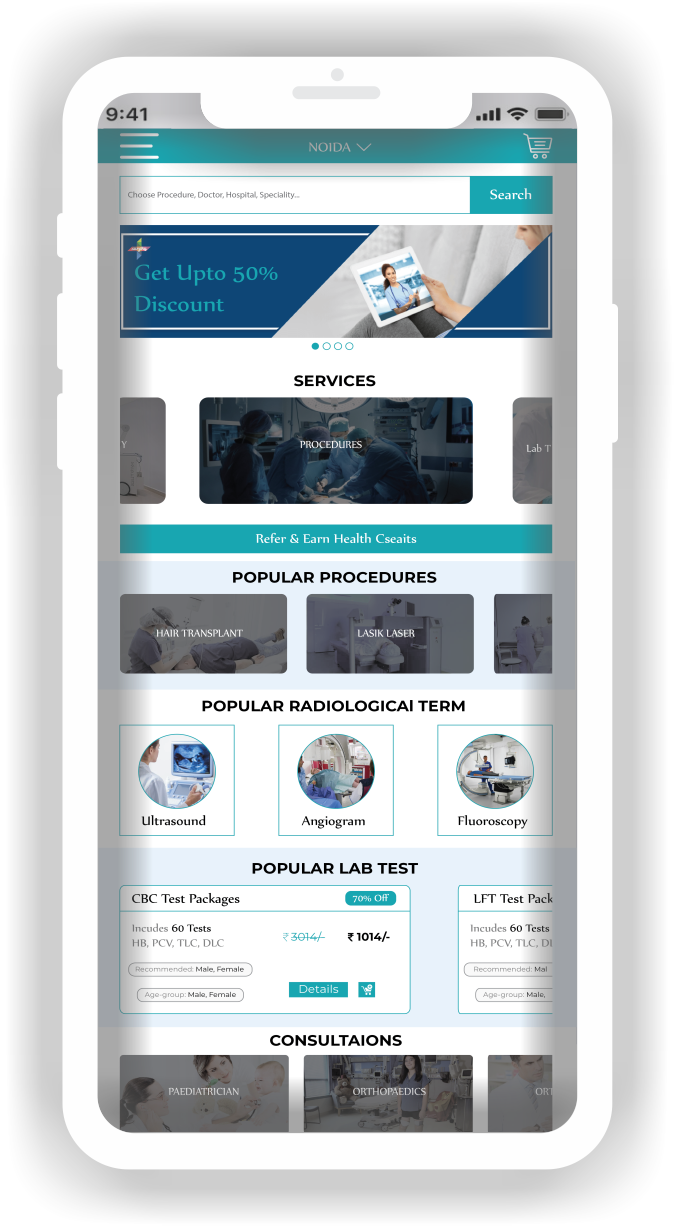 9:41
NOIDA
Choose Procedure, Doctor, Hospital, Speciality...
Search
Get Upto 50%
Discount
SERVICES
Y
PROCEDURES
Lab T
Refer & Earn Health Cseaits
POPULAR PROCEDURES
HAIR TRANSPLANT
LASIK LASER
POPULAR RADIOLOGICAl TERM
Ultrasound
Angiogram
Fluoroscopy
POPULAR LAB TEST
CBC Test Packages
70% Off
Incudes 60 Tests
HB, PCV, TLC, DLC
₹ 3014/-
₹ 1014/-
Recommended: Male, Female
Age-group: Male, Female
Details
LFT Test Pack
Incudes 60 Tests
HB, PCV, TLC, DI
Recommended: Mal
Age-group: Male,
CONSULTAIONS
PAEDIATRICIAN
ORTHOPAEDICS
ORT